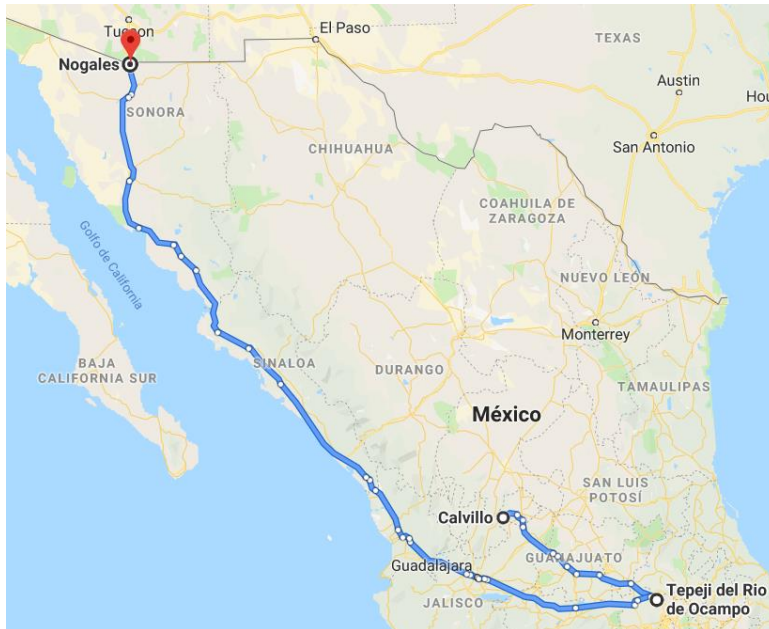 Tucson
El Paso
Nogales
TEXAS
Austin
Hou
SONORA
San Antonio
CHIHUAHUA
COAHUILA DE
ZARAGOZA
Golfo de California
NUEVO LEÓN
Monterrey
BAJA
CALIFORNIA SUR
SINALOA
DURANGO
TAMAULIPAS
México
SAN LUIS
POTOSÍ
Calvillo
GUANAJUATO
Guadalajara
Tepeji del Rio
de Ocampo
JALISCO